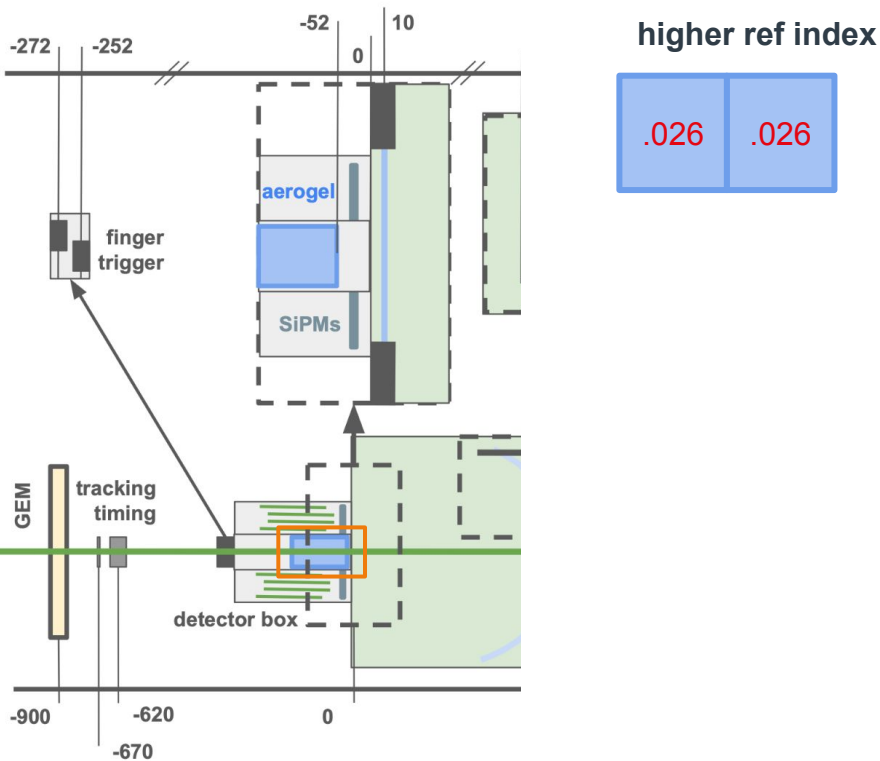 higher ref index
.026 .026
-272 -252 -52 0 10
aerogel
finger
trigger
SiPMs
GEM
tracking
timing
detector box
-900 -670 -620 0